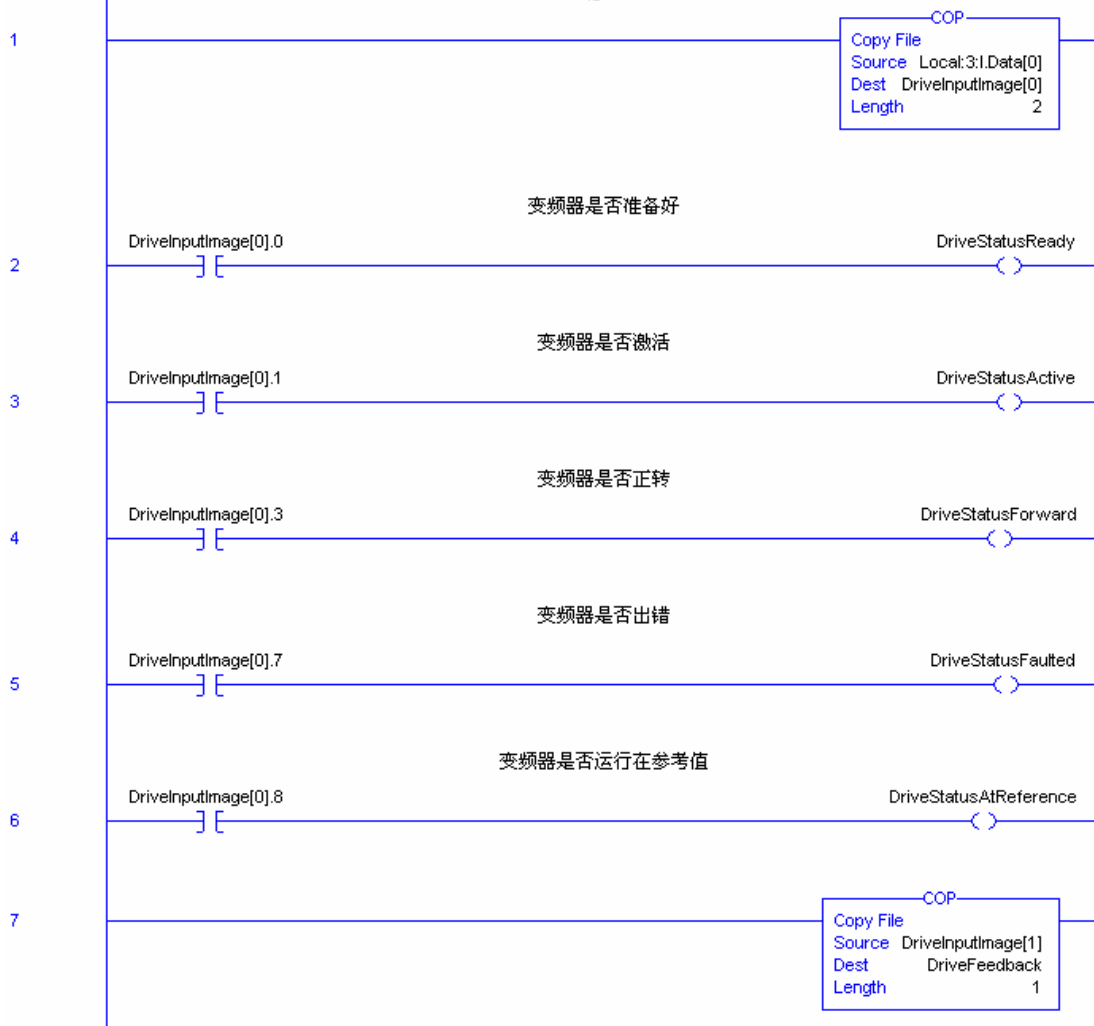 COP
1
Copy File
Source Local:3:I.Data[0]
Dest DriveInputImage[0]
Length 2
变频器是否准备好
DriveInputImage[0].0 DriveStatusReady
2
变频器是否激活
DriveInputImage[0].1 DriveStatusActive
3
变频器是否正转
DriveInputImage[0].3 DriveStatusForward
4
变频器是否出错
DriveInputImage[0].7 DriveStatusFaulted
5
变频器是否运行在参考值
DriveInputImage[0].8 DriveStatusAtReference
6
COP
7
Copy File
Source DriveInputImage[1]
Dest DriveFeedback
Length 1